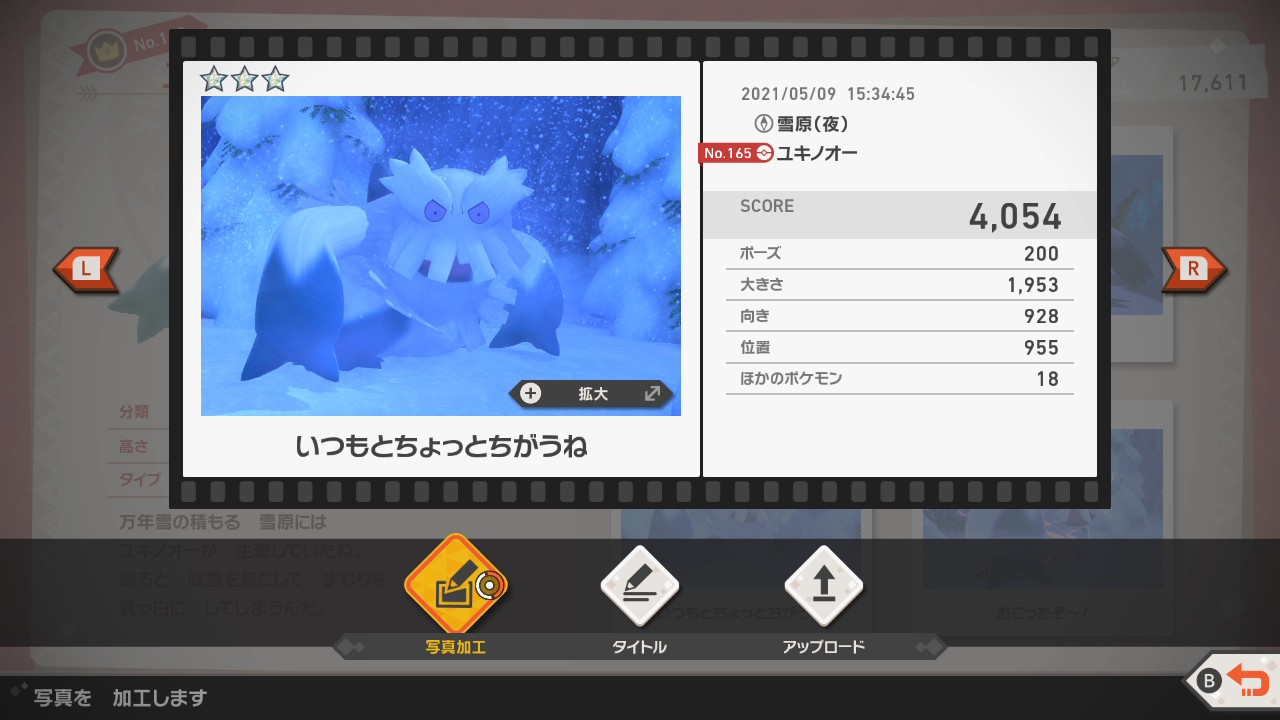 No.1
17,611
2021/05/09 15:34:45
雪原(夜)
No.165 ユキノオー
SCORE 4,054
ポーズ 200
大きさ 1,953
向き 928
位置 955
ほかのポケモン 18
L
R
+ 拡大
いつもとちょっとちがうね
分類
高さ
タイプ
万年雪の積もる 雪原には
ユキノオーが 生息していたね。
怒ると 吹雪を起こして まわりを
真っ白に してしまうんだ。
いつもとちょっとちがう
おこったぞ~!
写真加工
タイトル
アップロード
写真を 加工します
B